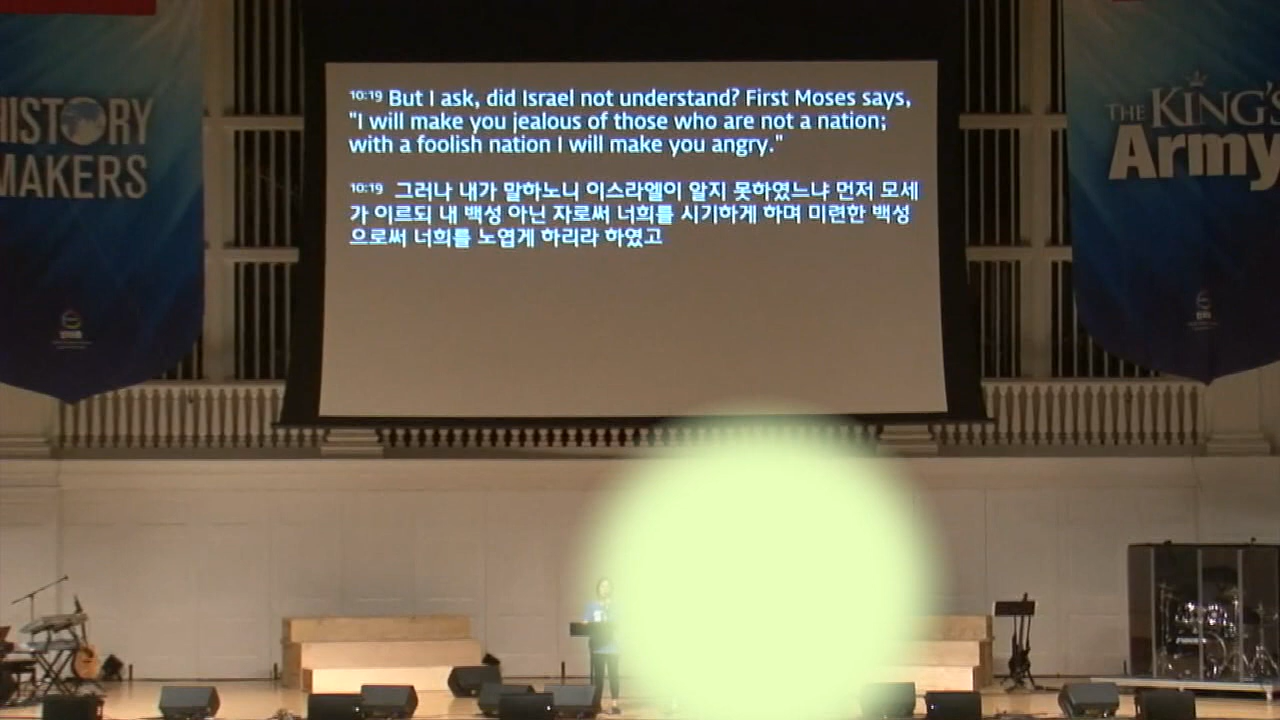 HISTORY
MAKERS
10:19 But I ask, did Israel not understand? First Moses says,
"I will make you jealous of those who are not a nation;
with a foolish nation I will make you angry."
10:19 그러나 내가 말하노니 이스라엘이 알지 못하였느냐 먼저 모세
가 이르되 내 백성 아닌 자로써 너희를 시기하게 하며 미련한 백성
으로써 너희를 노엽게 하리라 하였고
THE KING'S
Army